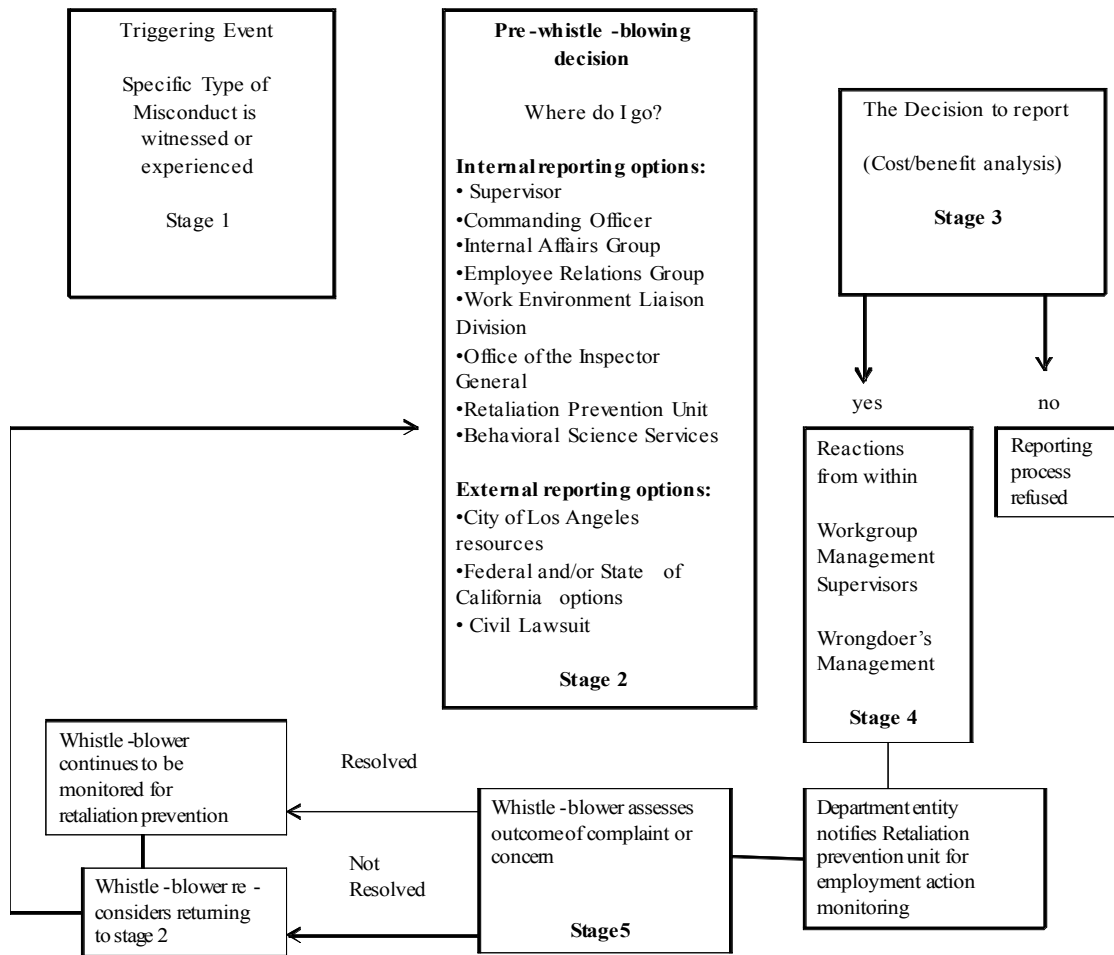 Triggering Event
Specific Type of
Misconduct is
witnessed or
experienced
Stage 1
Pre-whistle-blowing
decision
Where do I go?
Internal reporting options:
• Supervisor
•Commanding Officer
•Internal Affairs Group
•Employee Relations Group
•Work Environment Liaison
Division
•Office of the Inspector
General
•Retaliation Prevention Unit
•Behavioral Science Services
External reporting options:
•City of Los Angeles
resources
•Federal and/or State of
California options
• Civil Lawsuit
Stage 2
The Decision to report
(Cost/benefit analysis)
Stage 3
yes
no
Reactions
from within
Workgroup
Management
Supervisors
Wrongdoer's
Management
Stage 4
Reporting
process
refused
Department entity
notifies Retaliation
prevention unit for
employment action
monitoring
Whistle-blower assesses
outcome of complaint or
concern
Stage 5
Resolved
Not
Resolved
Whistle-blower
continues to be
monitored for
retaliation prevention
Whistle-blower re-
considers returning
to stage 2